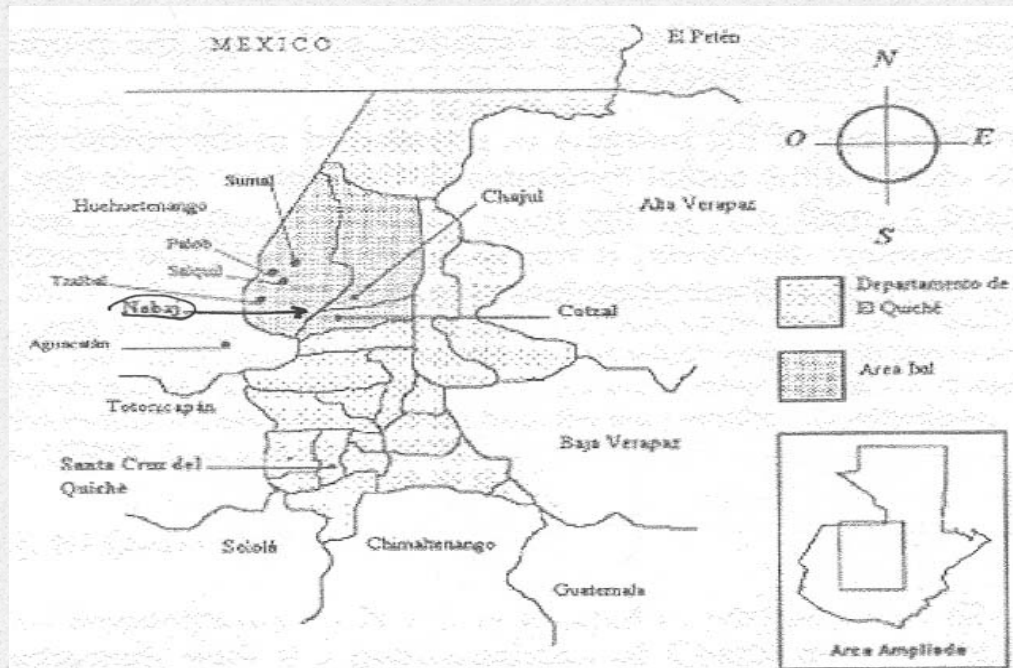 MEXICO
El Petén
N
O
E
S
Sumal
Huehuetenango
Chajul
Alta Verapaz
Palob
Salquil
Tzalbal
Nebaj
Cotzal
Aguacatán
Departamento de
El Quiché
Area Ixil
Totonicapán
Baja Verapaz
Santa Cruz del
Quiché
Sololá
Chimaltenango
Guatemala
Area Ampliada